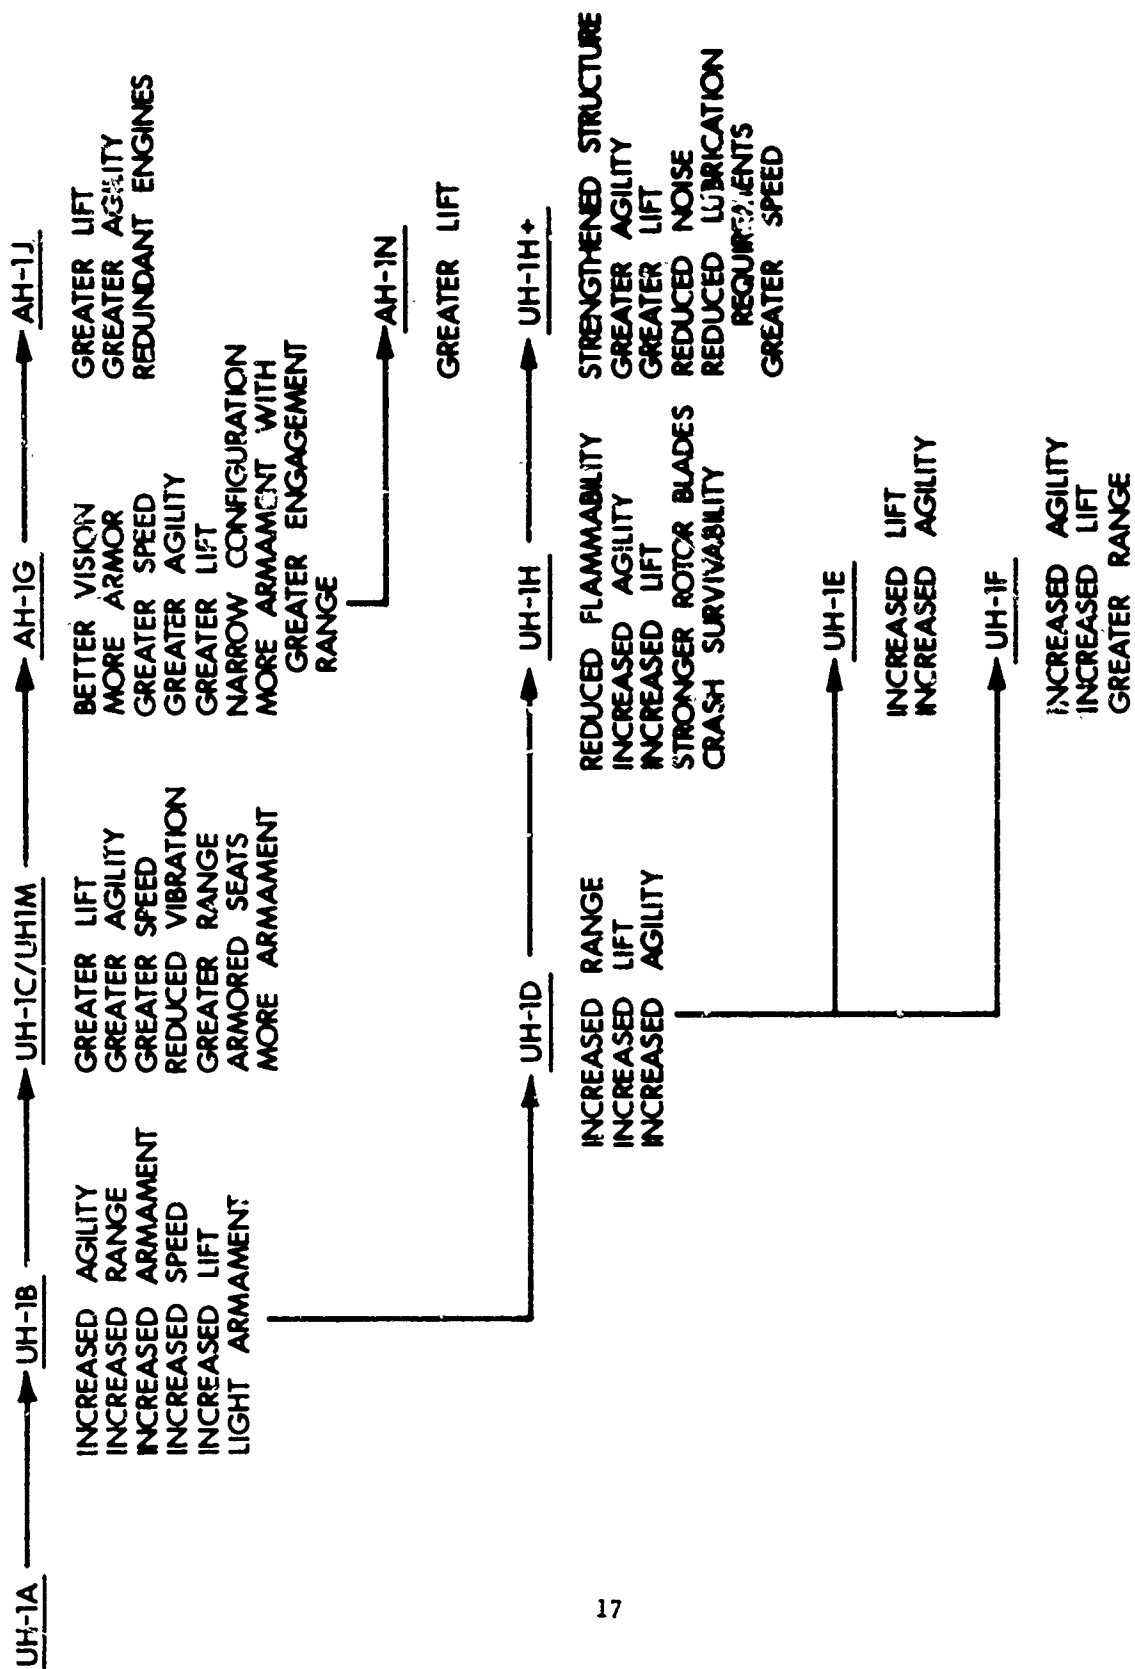 UH-1A
UH-1B
INCREASED AGILITY
INCREASED RANGE
INCREASED ARMAMENT
INCREASED SPEED
INCREASED LIFT
LIGHT ARMAMENT
UH-1C/UH1M
GREATER LIFT
GREATER AGILITY
GREATER SPEED
REDUCED VIBRATION
GREATER RANGE
ARMORED SEATS
MORE ARMAMENT
AH-1G
BETTER VISION
MORE ARMOR
GREATER SPEED
GREATER AGILITY
GREATER LIFT
NARROW CONFIGURATION
MORE ARMAMENT WITH
GREATER ENGAGEMENT
RANGE
AH-1J
GREATER LIFT
GREATER AGILITY
REDUNDANT ENGINES
AH-1N
GREATER LIFT
UH-1D
INCREASED RANGE
INCREASED LIFT
INCREASED AGILITY
UH-1H
REDUCED FLAMMABILITY
INCREASED AGILITY
INCREASED LIFT
STRONGER ROTOR BLADES
CRASH SURVIVABILITY
UH-1H+
STRENGTHENED STRUCTURE
GREATER AGILITY
GREATER LIFT
REDUCED NOISE
REDUCED LUBRICATION
REQUIREMENTS
GREATER SPEED
UH-1E
INCREASED LIFT
INCREASED AGILITY
UH-1F
INCREASED AGILITY
INCREASED LIFT
GREATER RANGE
17